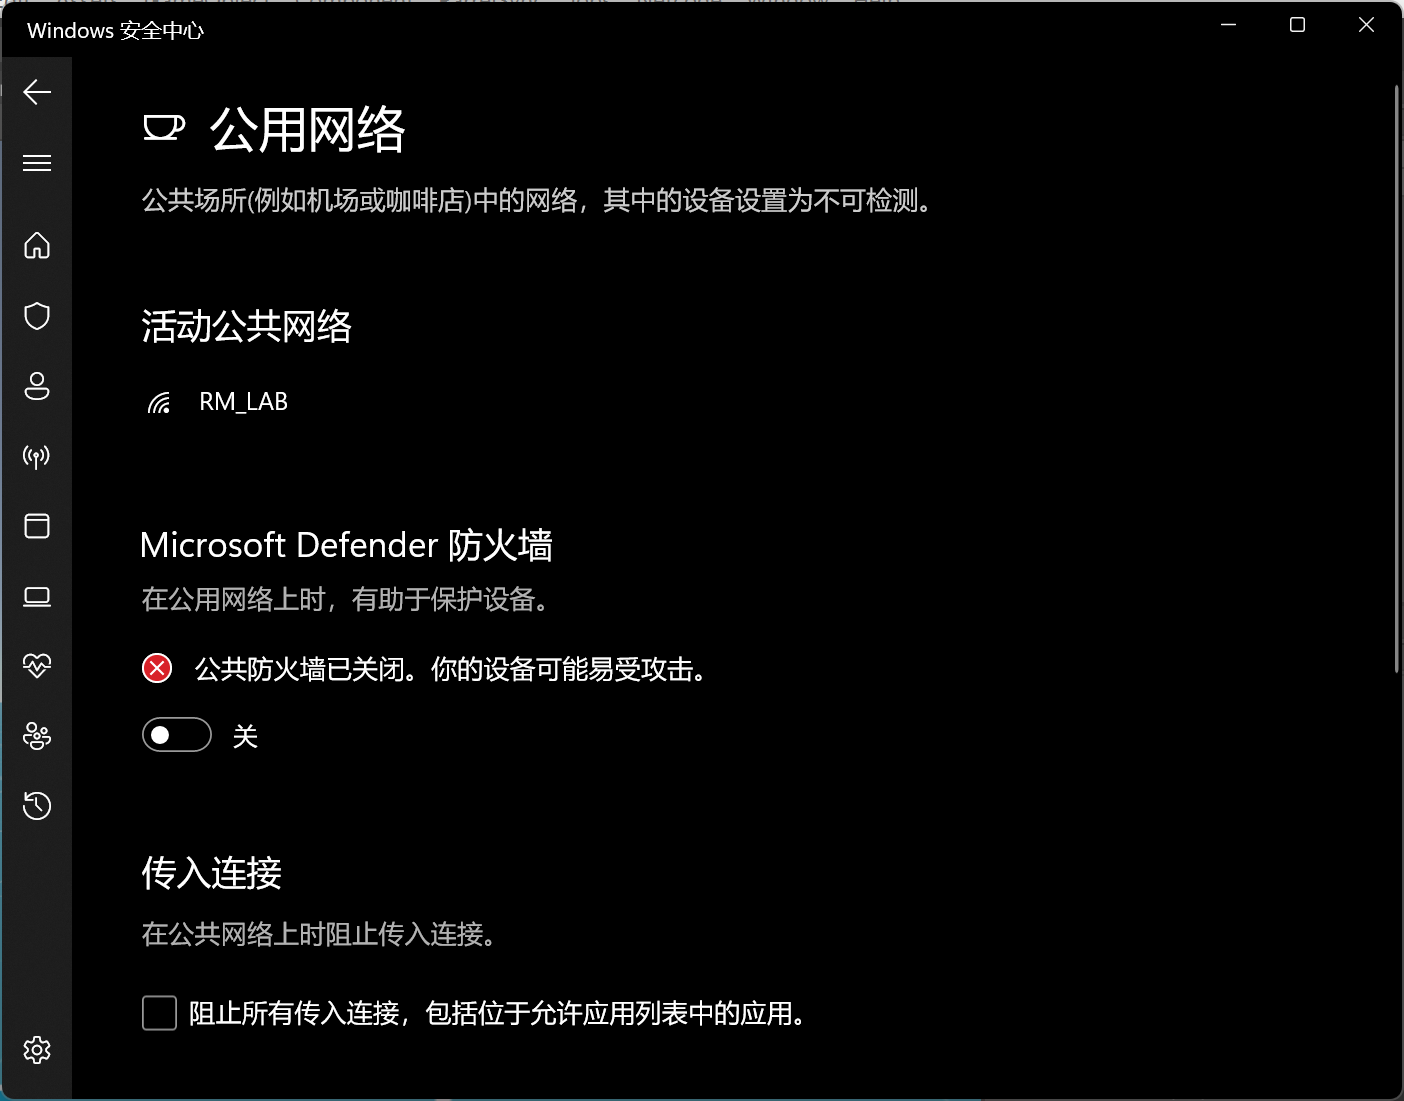 Windows 安全中心
公用网络
公共场所(例如机场或咖啡店)中的网络，其中的设备设置为不可检测。
活动公共网络
RM_LAB
Microsoft Defender 防火墙
在公用网络上时，有助于保护设备。
公共防火墙已关闭。你的设备可能易受攻击。
关
传入连接
在公共网络上时阻止传入连接。
阻止所有传入连接，包括位于允许应用列表中的应用。